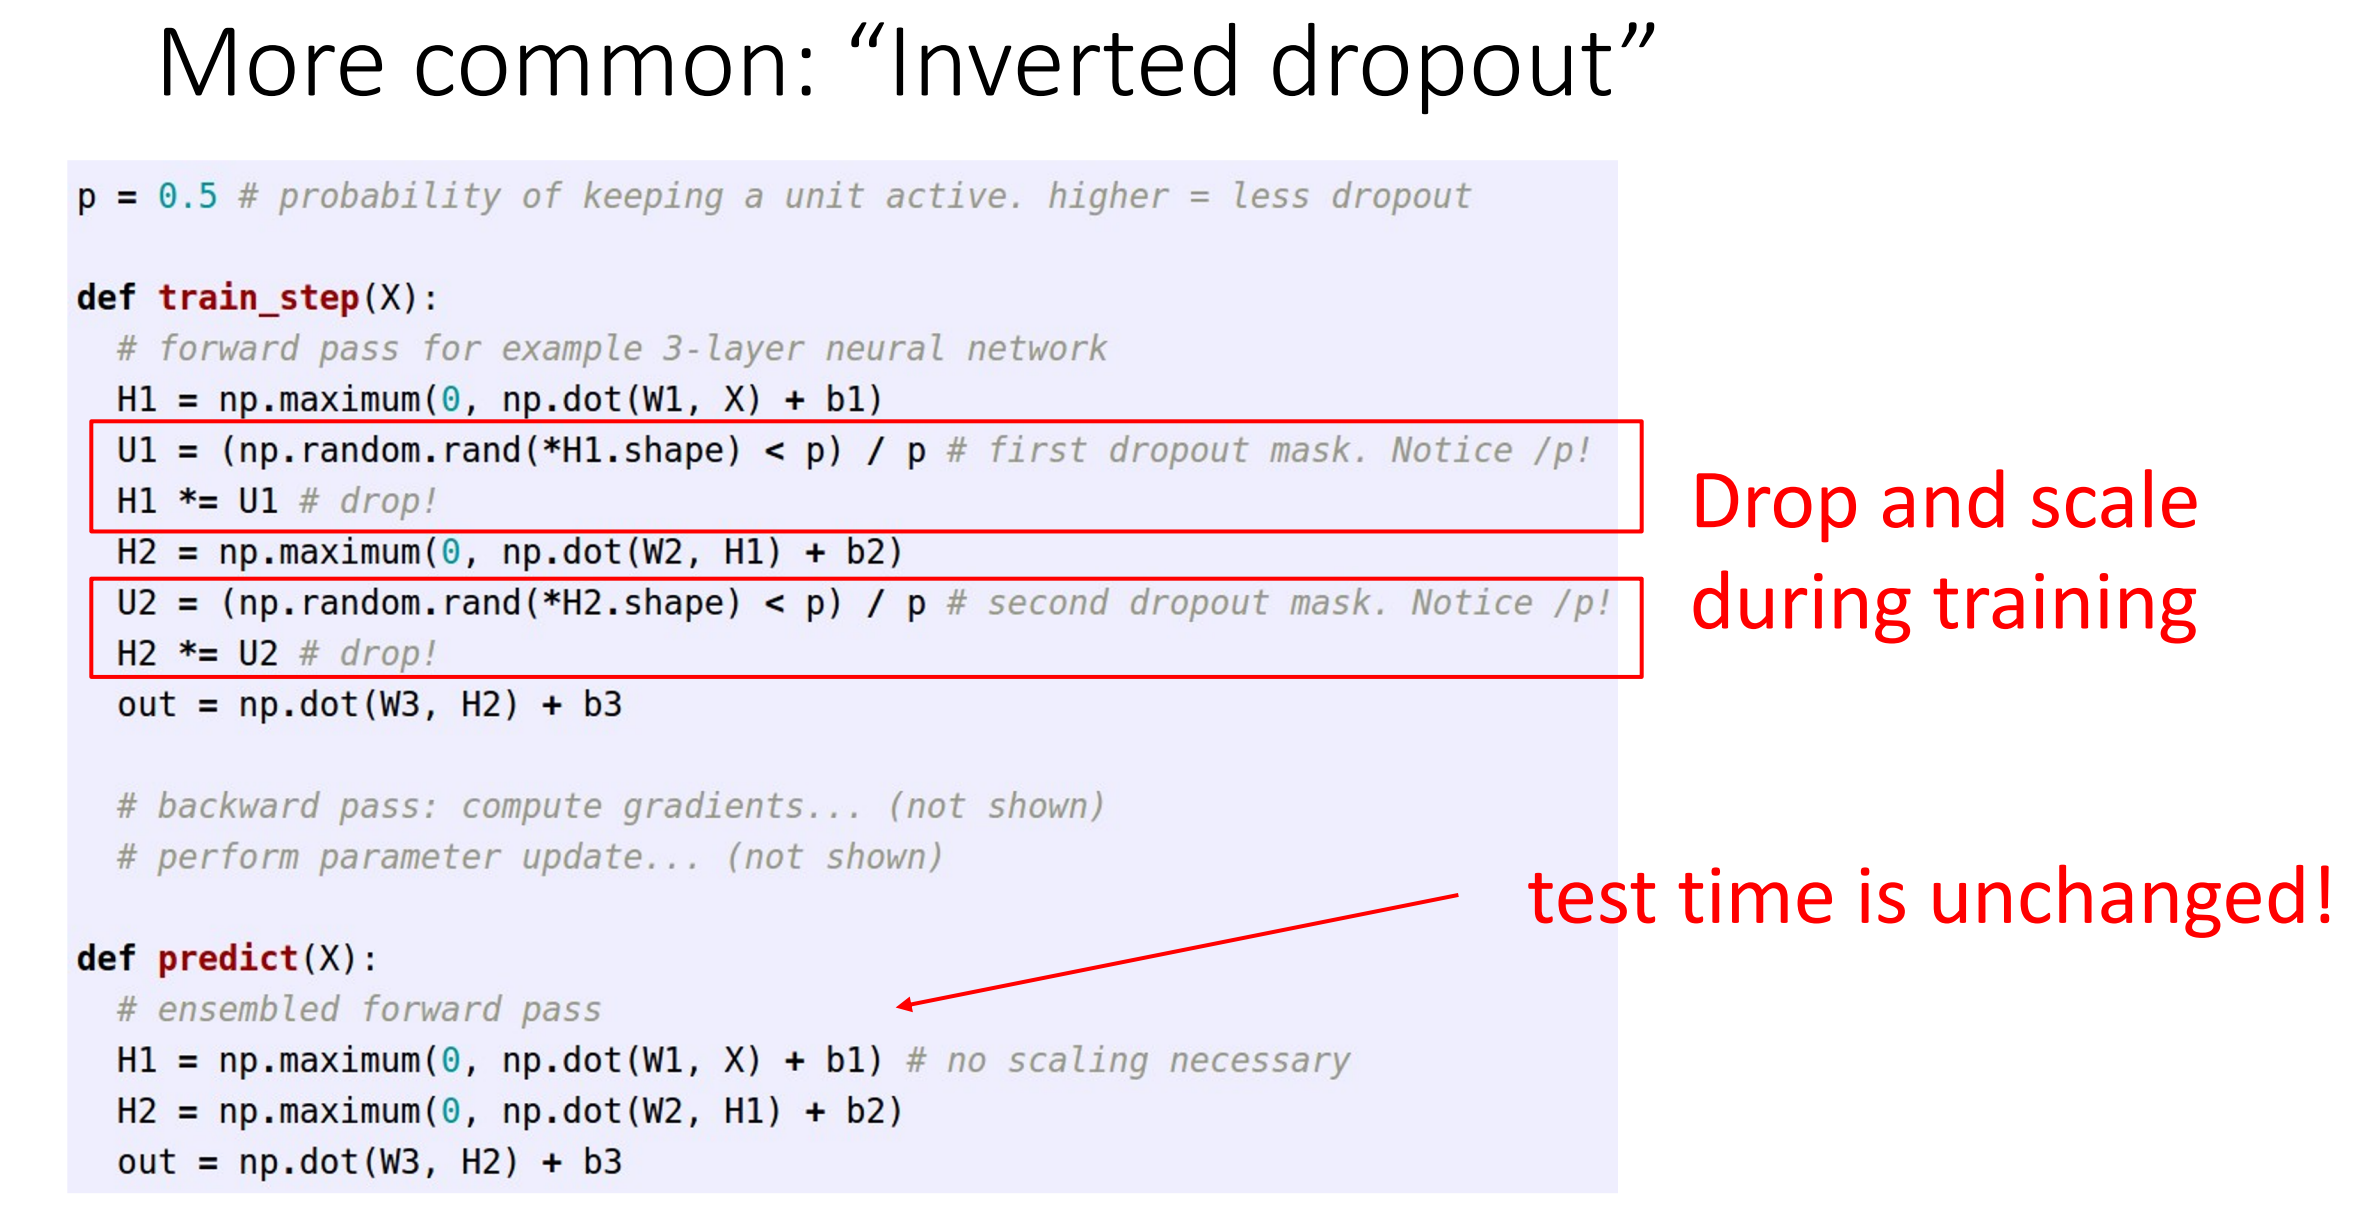 More common: “Inverted dropout”
p = 0.5 # probability of keeping a unit active. higher = less dropout
def train_step(X):
  # forward pass for example 3-layer neural network
  H1 = np.maximum(0, np.dot(W1, X) + b1)
  U1 = (np.random.rand(*H1.shape) < p) / p # first dropout mask. Notice /p!
  H1 *= U1 # drop!
  H2 = np.maximum(0, np.dot(W2, H1) + b2)
  U2 = (np.random.rand(*H2.shape) < p) / p # second dropout mask. Notice /p!
  H2 *= U2 # drop!
  out = np.dot(W3, H2) + b3
  # backward pass: compute gradients... (not shown)
  # perform parameter update... (not shown)
def predict(X):
  # ensembled forward pass
  H1 = np.maximum(0, np.dot(W1, X) + b1) # no scaling necessary
  H2 = np.maximum(0, np.dot(W2, H1) + b2)
  out = np.dot(W3, H2) + b3
Drop and scale
during training
test time is unchanged!